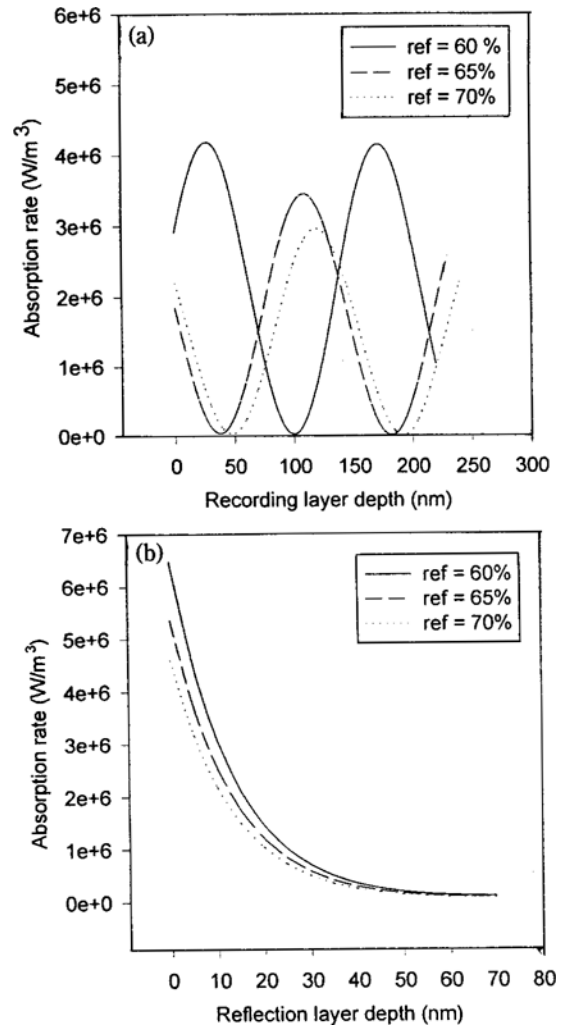 (a)
ref = 60 %
ref = 65%
ref = 70%
6e+6
5e+6
4e+6
3e+6
2e+6
1e+6
0e+0
Absorption rate (W/m3)
0 50 100 150 200 250 300
Recording layer depth (nm)
(b)
ref = 60%
ref = 65%
ref = 70%
7e+6
6e+6
5e+6
4e+6
3e+6
2e+6
1e+6
0e+0
Absorption rate (W/m3)
0 10 20 30 40 50 60 70 80
Reflection layer depth (nm)